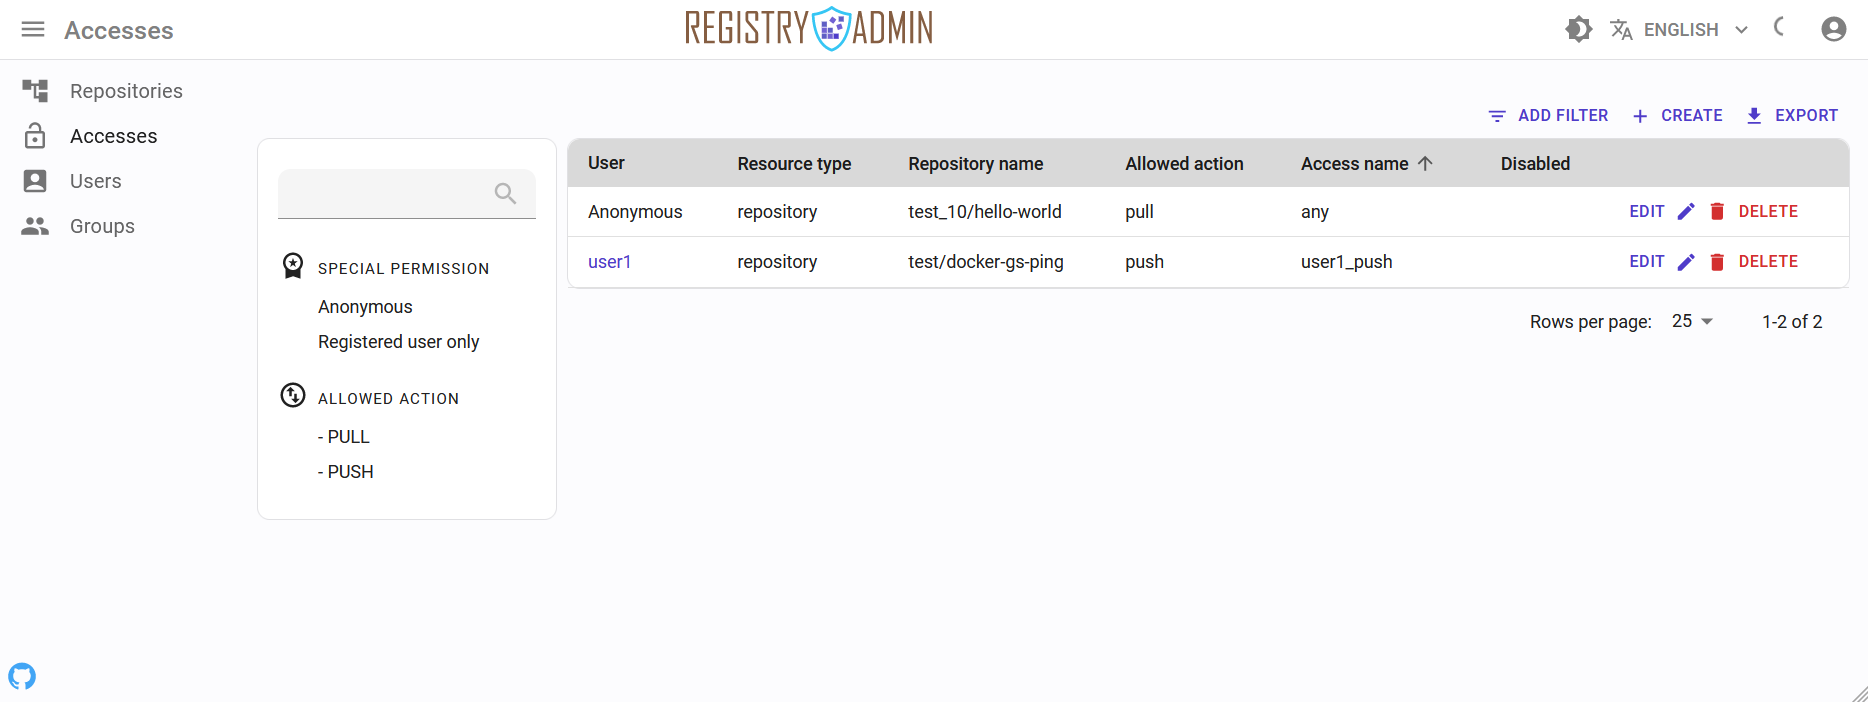 Accesses
REGISTRY ADMIN
ENGLISH
Repositories
Accesses
Users
Groups
ADD FILTER
CREATE
EXPORT
SPECIAL PERMISSION
Anonymous
Registered user only
ALLOWED ACTION
- PULL
- PUSH
User Resource type Repository name Allowed action Access name Disabled
Anonymous repository test_10/hello-world pull any EDIT DELETE
user1 repository test/docker-gs-ping push user1_push EDIT DELETE
Rows per page: 25 1-2 of 2